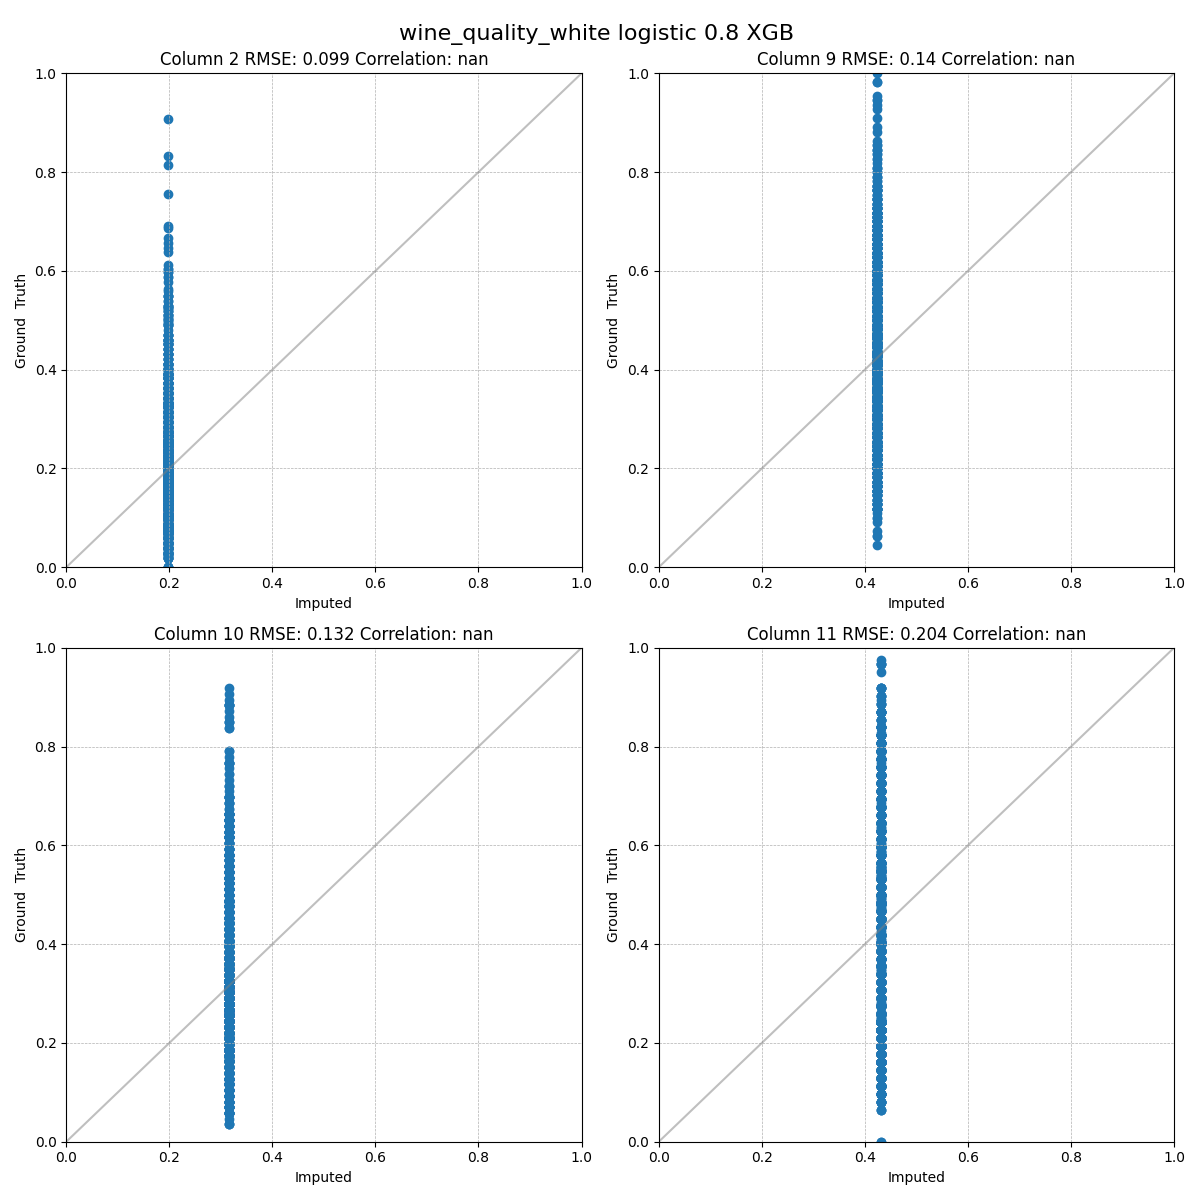 wine_quality_white logistic 0.8 XGB
Column 2 RMSE: 0.099 Correlation: nan
1.0
0.8
0.6
0.4
0.2
0.0
Ground Truth
0.0 0.2 0.4 0.6 0.8 1.0
Imputed
Column 9 RMSE: 0.14 Correlation: nan
1.0
0.8
0.6
0.4
0.2
0.0
Ground Truth
0.0 0.2 0.4 0.6 0.8 1.0
Imputed
Column 10 RMSE: 0.132 Correlation: nan
1.0
0.8
0.6
0.4
0.2
0.0
Ground Truth
0.0 0.2 0.4 0.6 0.8 1.0
Imputed
Column 11 RMSE: 0.204 Correlation: nan
1.0
0.8
0.6
0.4
0.2
0.0
Ground Truth
0.0 0.2 0.4 0.6 0.8 1.0
Imputed